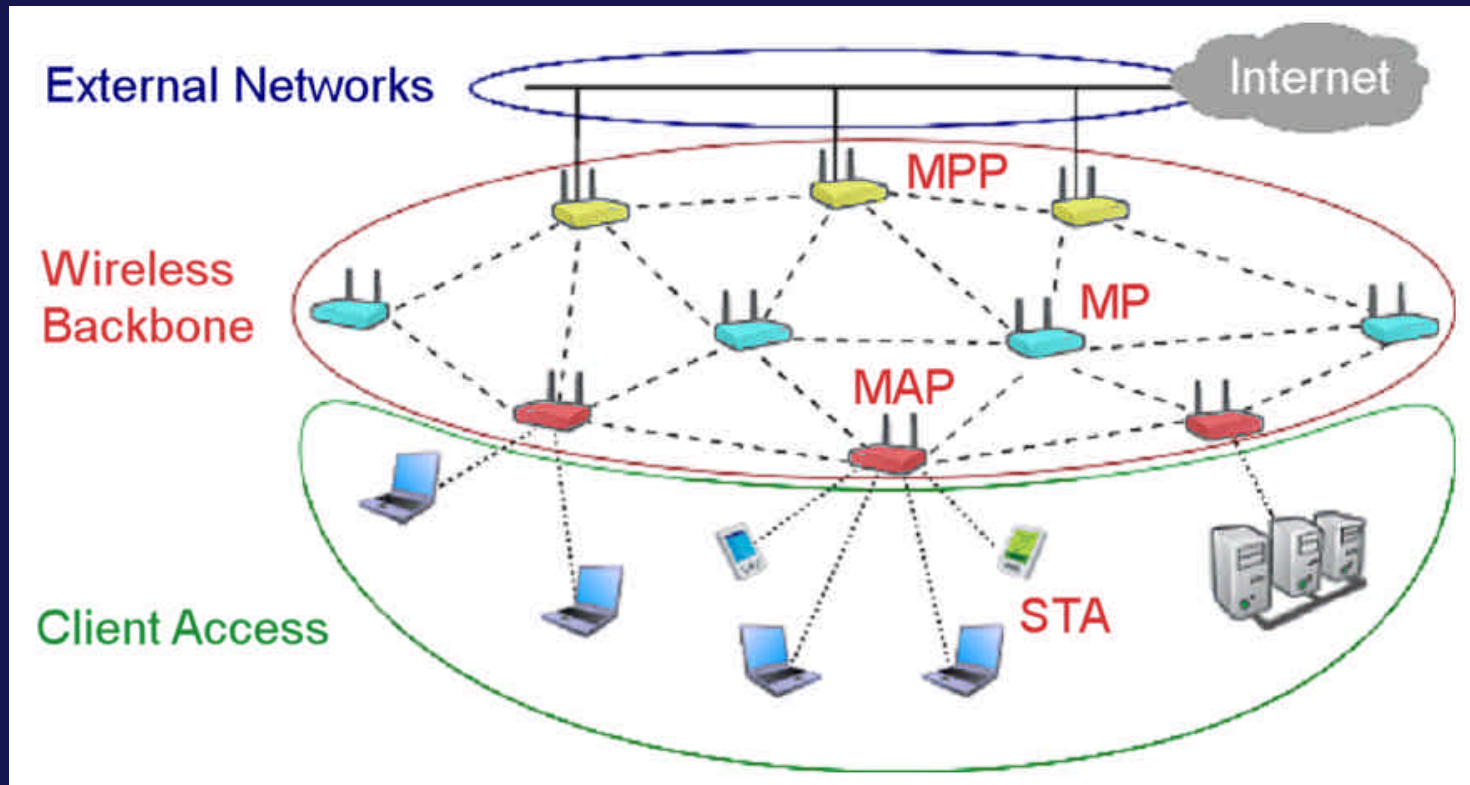 External Networks
Internet
MPP
Wireless
Backbone
MP
MAP
STA
Client Access